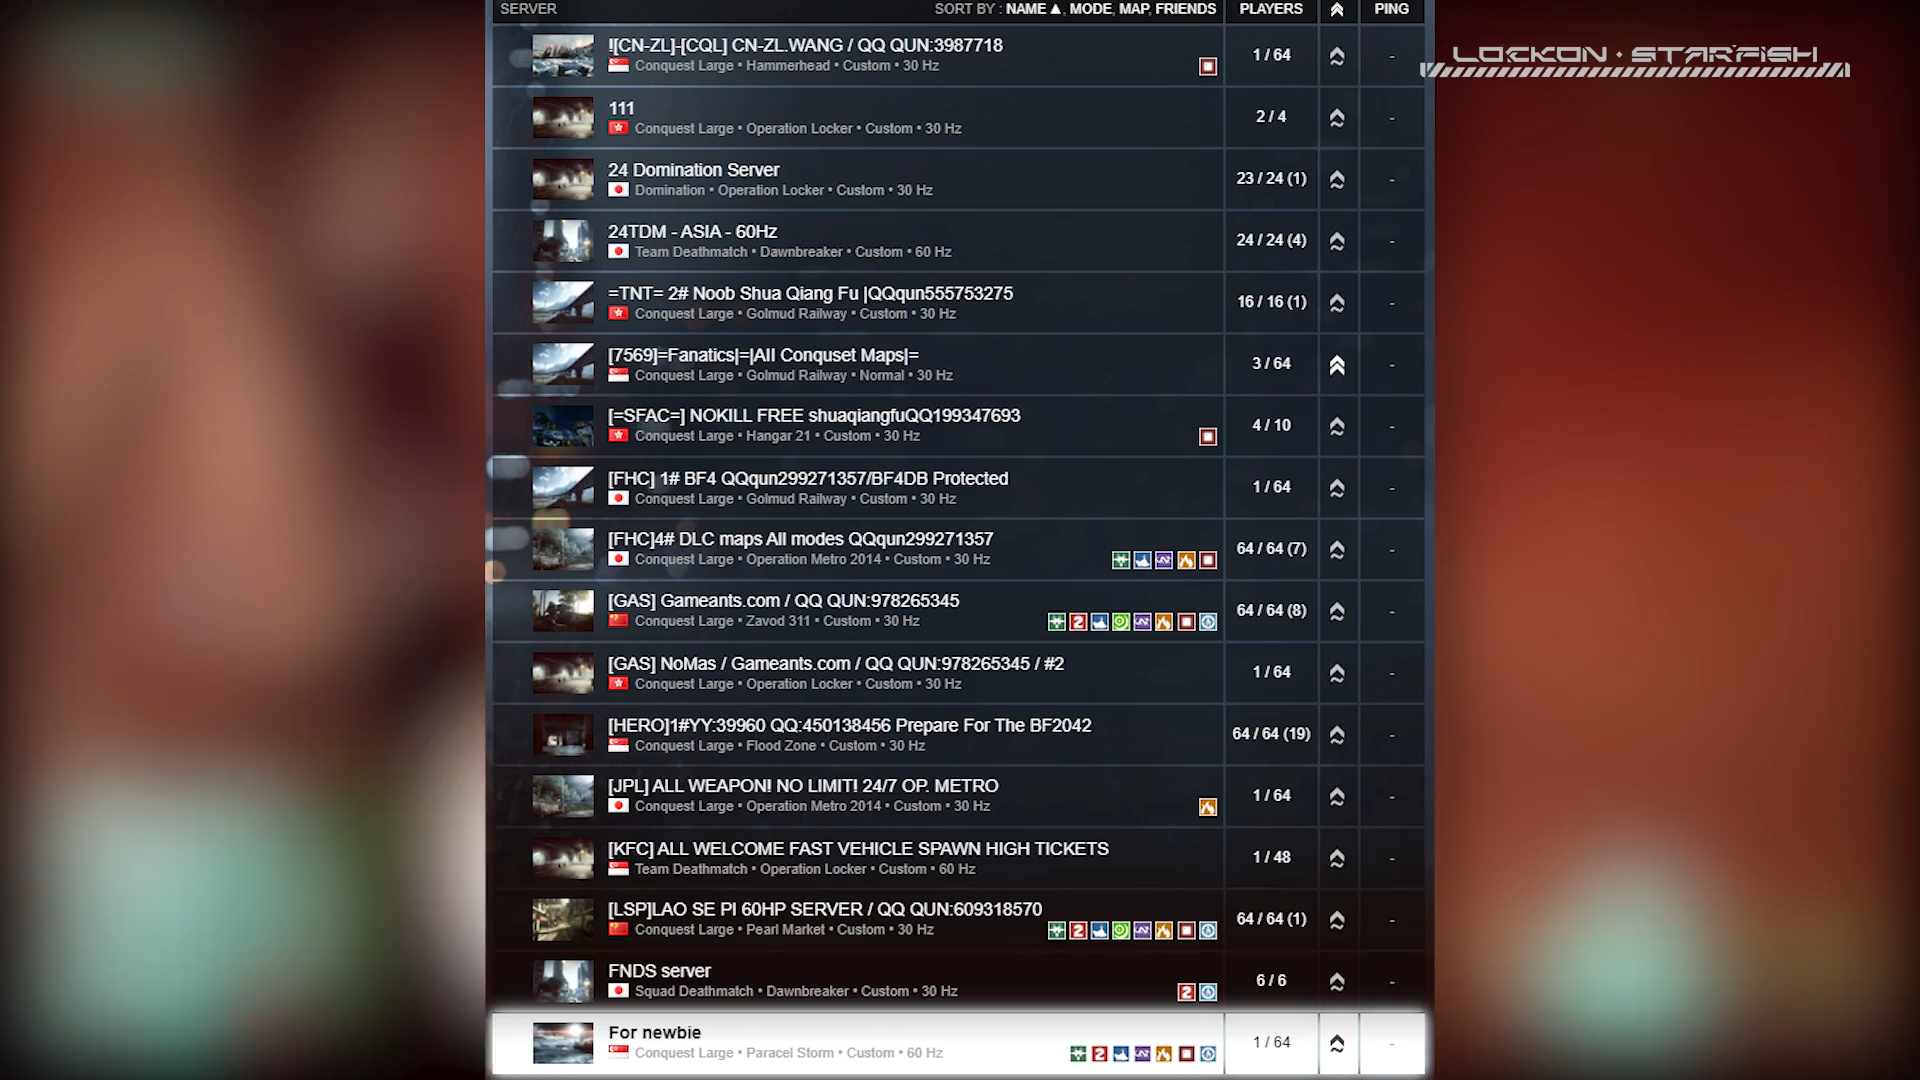 SERVER SORT BY : NAME ▲, MODE, MAP, FRIENDS PLAYERS PING
LOCKON · STARFISH
![CN-ZL]-[CQL] CN-ZL.WANG / QQ QUN:3987718
Conquest Large • Hammerhead • Custom • 30 Hz
1 / 64 -
111
Conquest Large • Operation Locker • Custom • 30 Hz
2 / 4 -
24 Domination Server
Domination • Operation Locker • Custom • 30 Hz
23 / 24 (1) -
24TDM - ASIA - 60Hz
Team Deathmatch • Dawnbreaker • Custom • 60 Hz
24 / 24 (4) -
=TNT= 2# Noob Shua Qiang Fu |QQqun555753275
Conquest Large • Golmud Railway • Custom • 30 Hz
16 / 16 (1) -
[7569]=Fanatics|=|All Conquset Maps|=
Conquest Large • Golmud Railway • Normal • 30 Hz
3 / 64 -
[=SFAC=] NOKILL FREE shuaqiangfuQQ199347693
Conquest Large • Hangar 21 • Custom • 30 Hz
4 / 10 -
[FHC] 1# BF4 QQqun299271357/BF4DB Protected
Conquest Large • Golmud Railway • Custom • 30 Hz
1 / 64 -
[FHC]4# DLC maps All modes QQqun299271357
Conquest Large • Operation Metro 2014 • Custom • 30 Hz
64 / 64 (7) -
[GAS] Gameants.com / QQ QUN:978265345
Conquest Large • Zavod 311 • Custom • 30 Hz
2
64 / 64 (8) -
[GAS] NoMas / Gameants.com / QQ QUN:978265345 / #2
Conquest Large • Operation Locker • Custom • 30 Hz
1 / 64 -
[HERO]1#YY:39960 QQ:450138456 Prepare For The BF2042
Conquest Large • Flood Zone • Custom • 30 Hz
64 / 64 (19) -
[JPL] ALL WEAPON! NO LIMIT! 24/7 OP. METRO
Conquest Large • Operation Metro 2014 • Custom • 30 Hz
1 / 64 -
[KFC] ALL WELCOME FAST VEHICLE SPAWN HIGH TICKETS
Team Deathmatch • Operation Locker • Custom • 60 Hz
1 / 48 -
[LSP]LAO SE PI 60HP SERVER / QQ QUN:609318570
Conquest Large • Pearl Market • Custom • 30 Hz
2
64 / 64 (1) -
FNDS server
Squad Deathmatch • Dawnbreaker • Custom • 30 Hz
2
6 / 6 -
For newbie
Conquest Large • Paracel Storm • Custom • 60 Hz
2
1 / 64 -